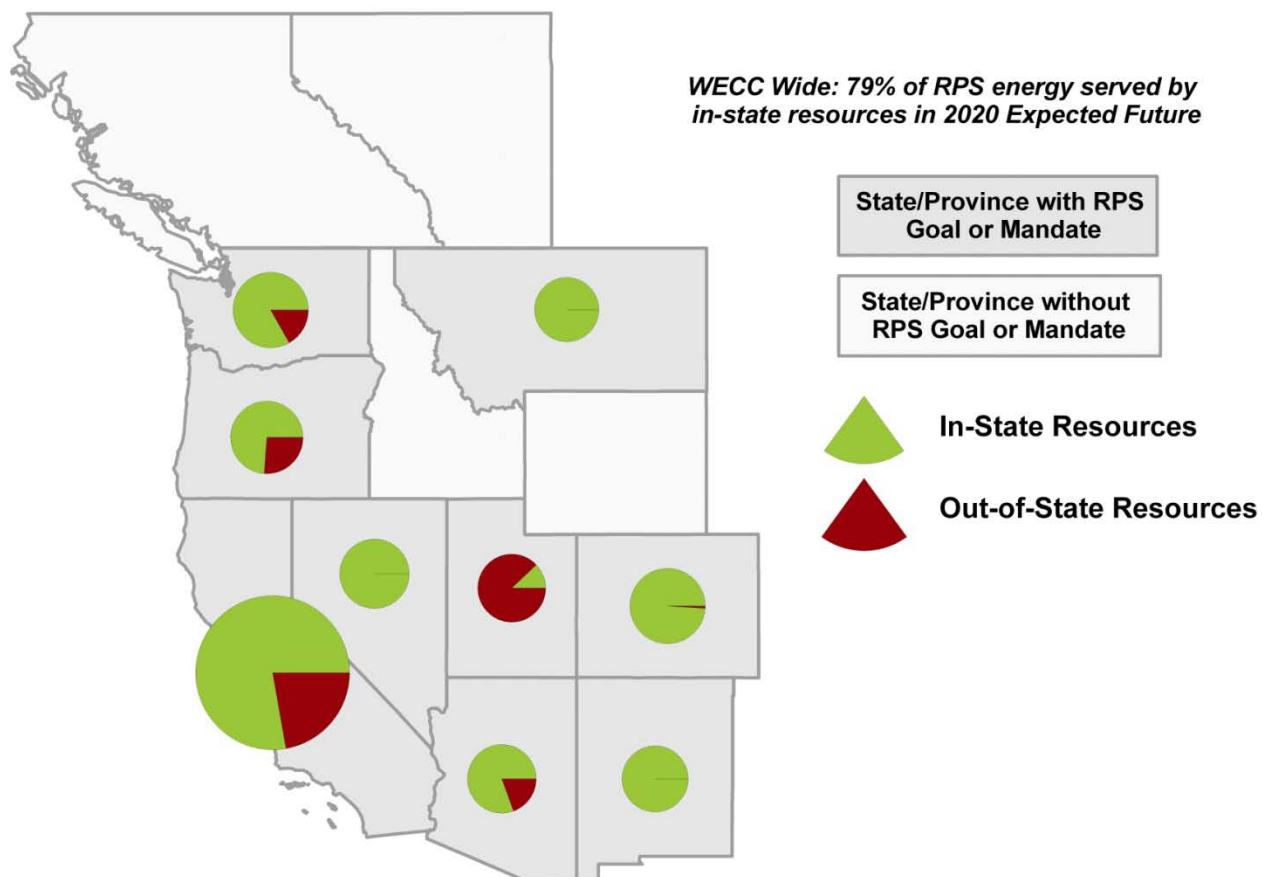 WECC Wide: 79% of RPS energy served by
in-state resources in 2020 Expected Future
State/Province with RPS
Goal or Mandate
State/Province without
RPS Goal or Mandate
In-State Resources
Out-of-State Resources